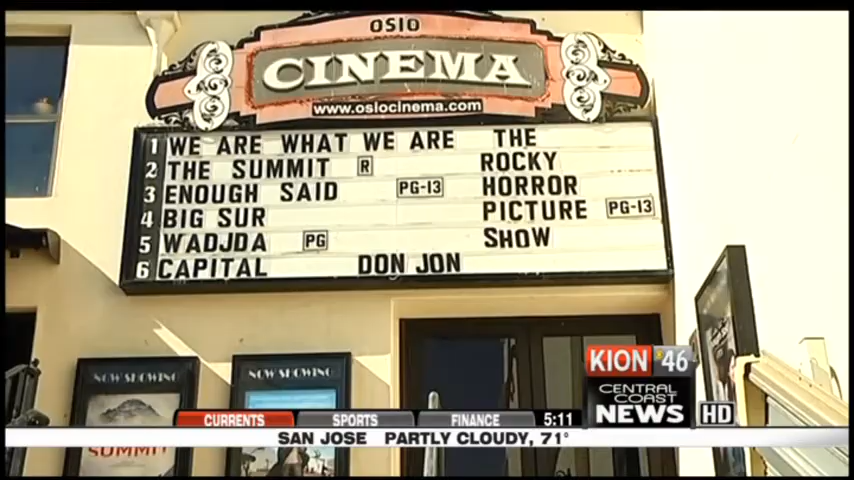 OSIO
CINEMA
www.osiocinema.com
1 WE ARE WHAT WE ARE THE
2 THE SUMMIT R ROCKY
3 ENOUGH SAID PG-13 HORROR
4 BIG SUR PICTURE PG-13
5 WADJDA PG SHOW
6 CAPITAL DON JON
NOW SHOWING
NOW SHOWING
SUMMIT
KION 46
CENTRAL
COAST
NEWS HD
CURRENTS SPORTS FINANCE 5:11
SAN JOSE PARTLY CLOUDY, 71°